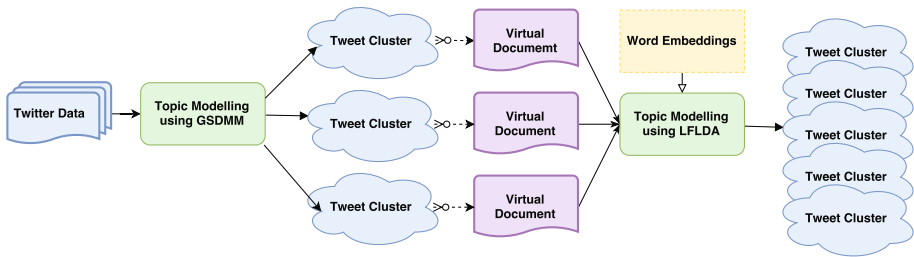 Twitter Data
Topic Modelling
using GSDMM
Tweet Cluster
Tweet Cluster
Tweet Cluster
Virtual
Documemt
Virtual
Document
Virtual
Document
Word Embeddings
Topic Modelling
using LFLDA
Tweet Cluster
Tweet Cluster
Tweet Cluster
Tweet Cluster
Tweet Cluster